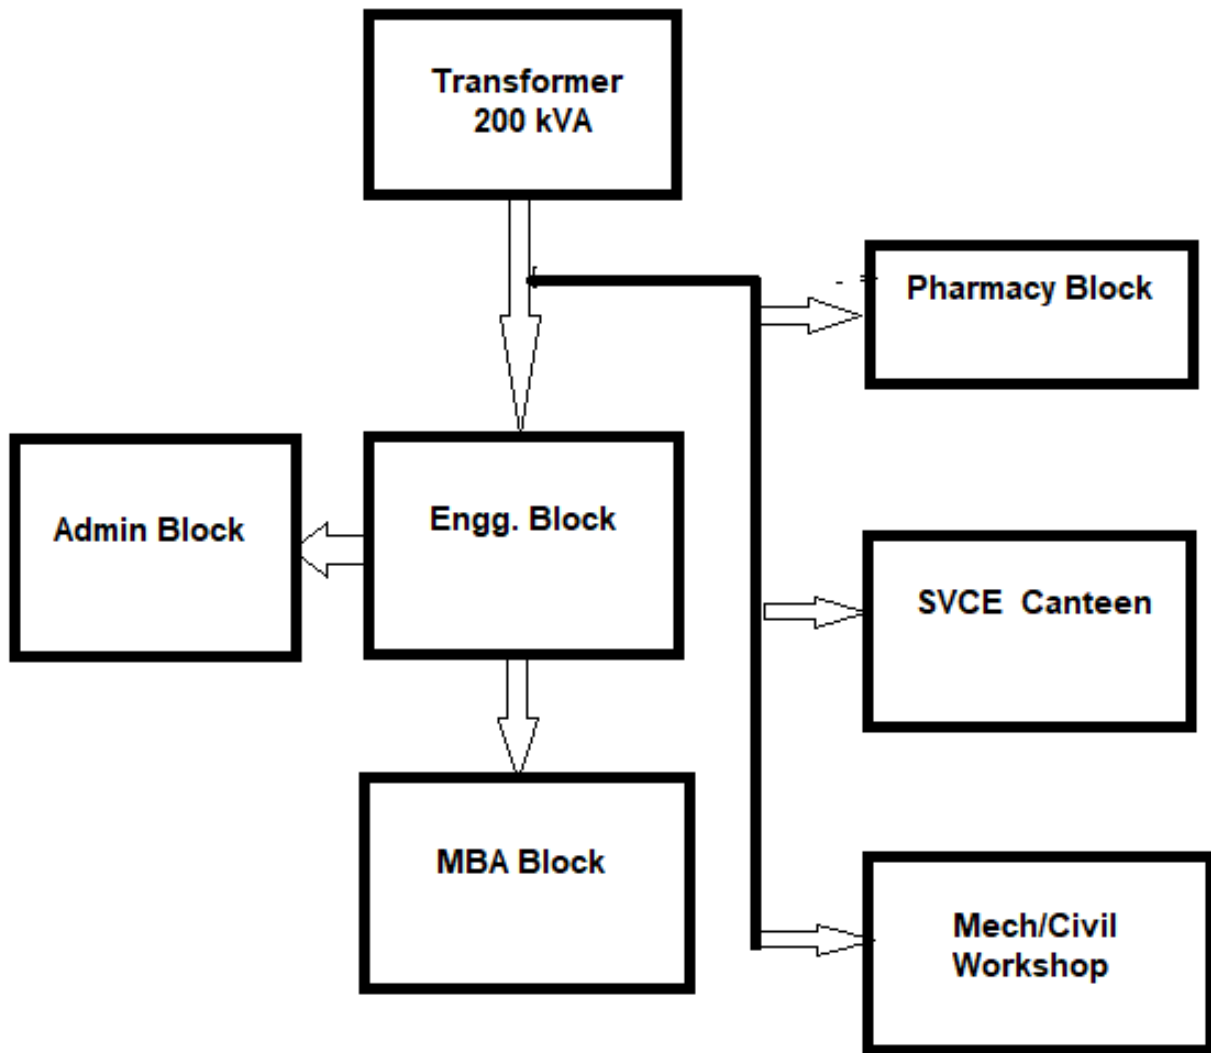 Transformer
200 kVA
Pharmacy Block
Admin Block
Engg. Block
SVCE Canteen
MBA Block
Mech/Civil
Workshop